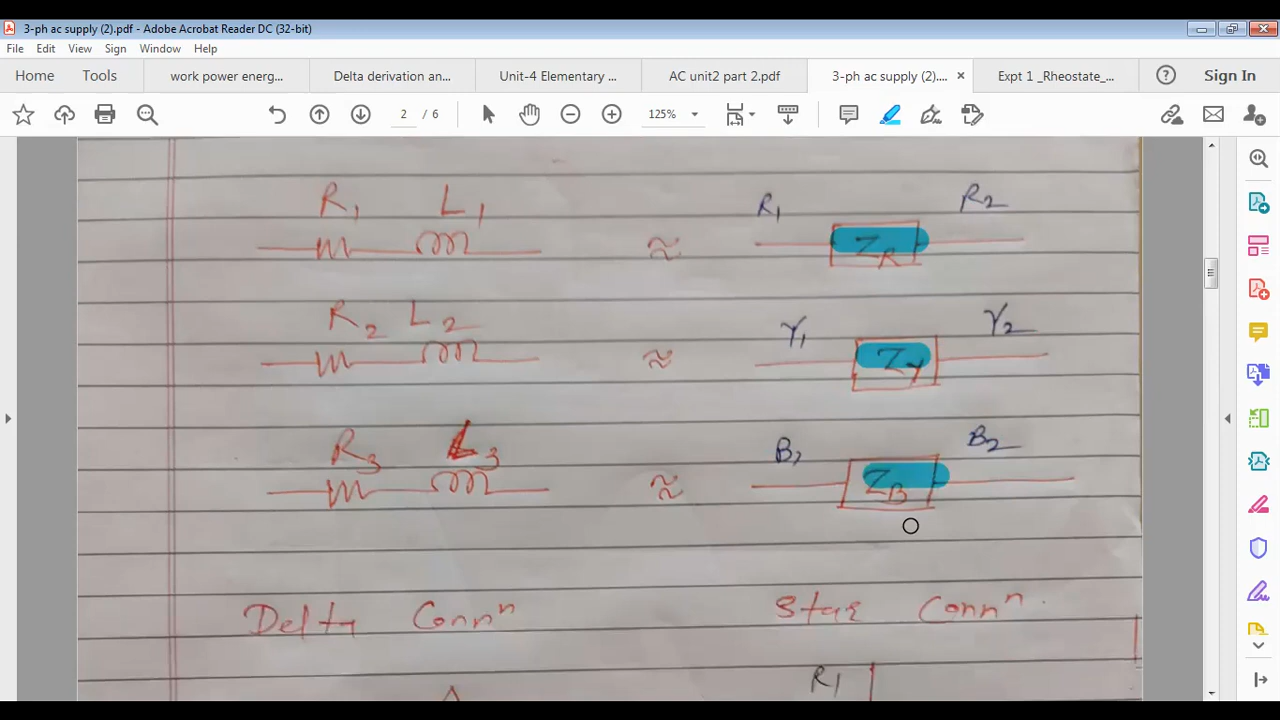 3-ph ac supply (2).pdf - Adobe Acrobat Reader DC (32-bit)
File Edit View Sign Window Help
Home Tools work power energ... Delta derivation an... Unit-4 Elementary ... AC unit2 part 2.pdf 3-ph ac supply (2).... Expt 1 _Rheostate_... Sign In
2 / 6 125%
R1 L1 R1 R2
≈ ZR
R2 L2 Y1 Y2
≈ ZY
R3 L3 B1 B2
≈ ZB
Delta Connⁿ Star Connⁿ.
R1